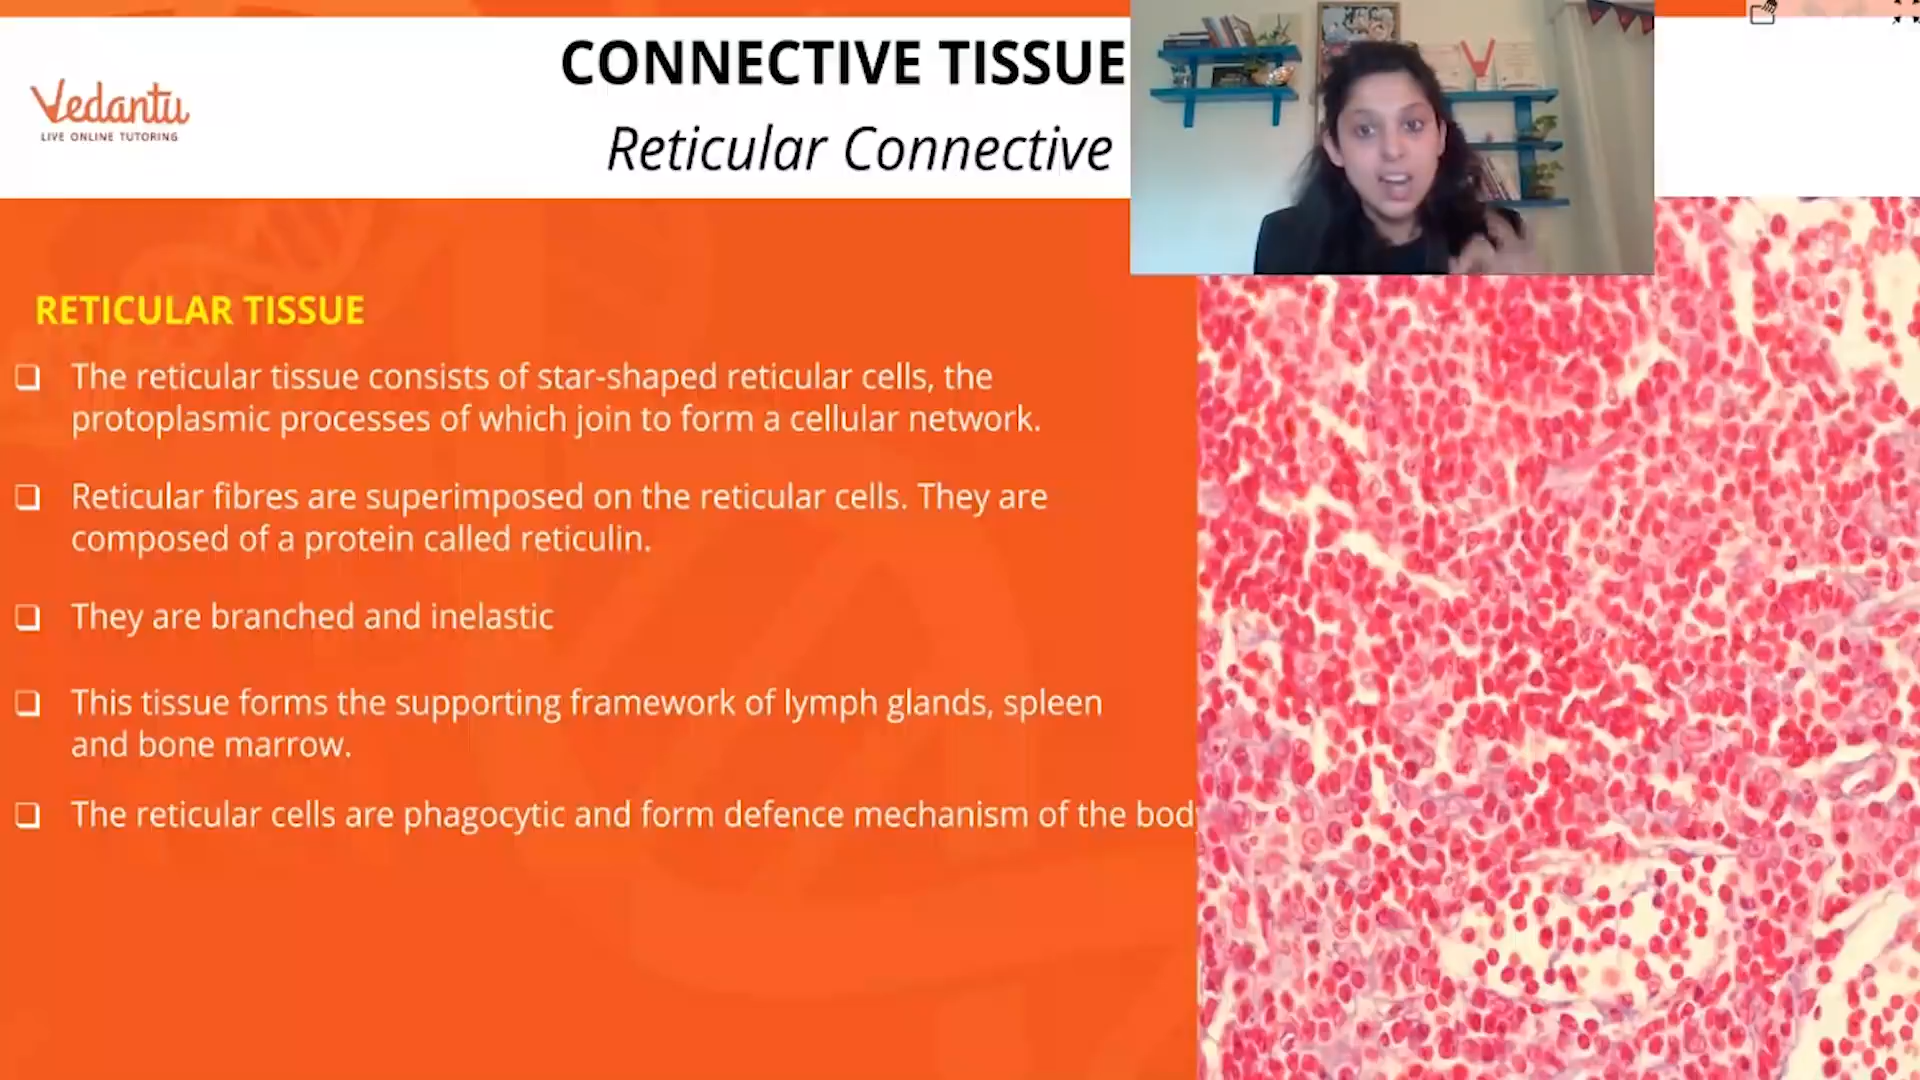 CONNECTIVE TISSUE
Reticular Connective
Vedantu
LIVE ONLINE TUTORING
RETICULAR TISSUE
❑ The reticular tissue consists of star-shaped reticular cells, the
protoplasmic processes of which join to form a cellular network.
❑ Reticular fibres are superimposed on the reticular cells. They are
composed of a protein called reticulin.
❑ They are branched and inelastic
❑ This tissue forms the supporting framework of lymph glands, spleen
and bone marrow.
❑ The reticular cells are phagocytic and form defence mechanism of the body